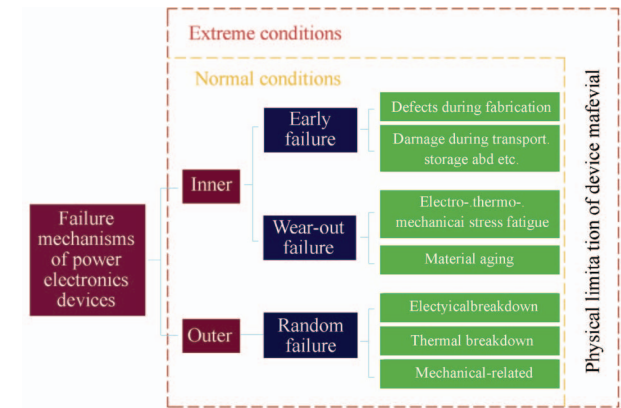 Extreme conditions
Normal conditions
Early
failure
Defects during fabrication
Darnage during transport.
storage abd etc.
Inner
Wear-out
failure
Electro-.thermo-.
mechanicai stress fatigue
Material aging
Failure
mechanisms
of power
electronics
devices
Outer
Random
failure
Electyicalbreakdown
Thermal breakdown
Mechanical-related
Physical limita tion of device mafevial